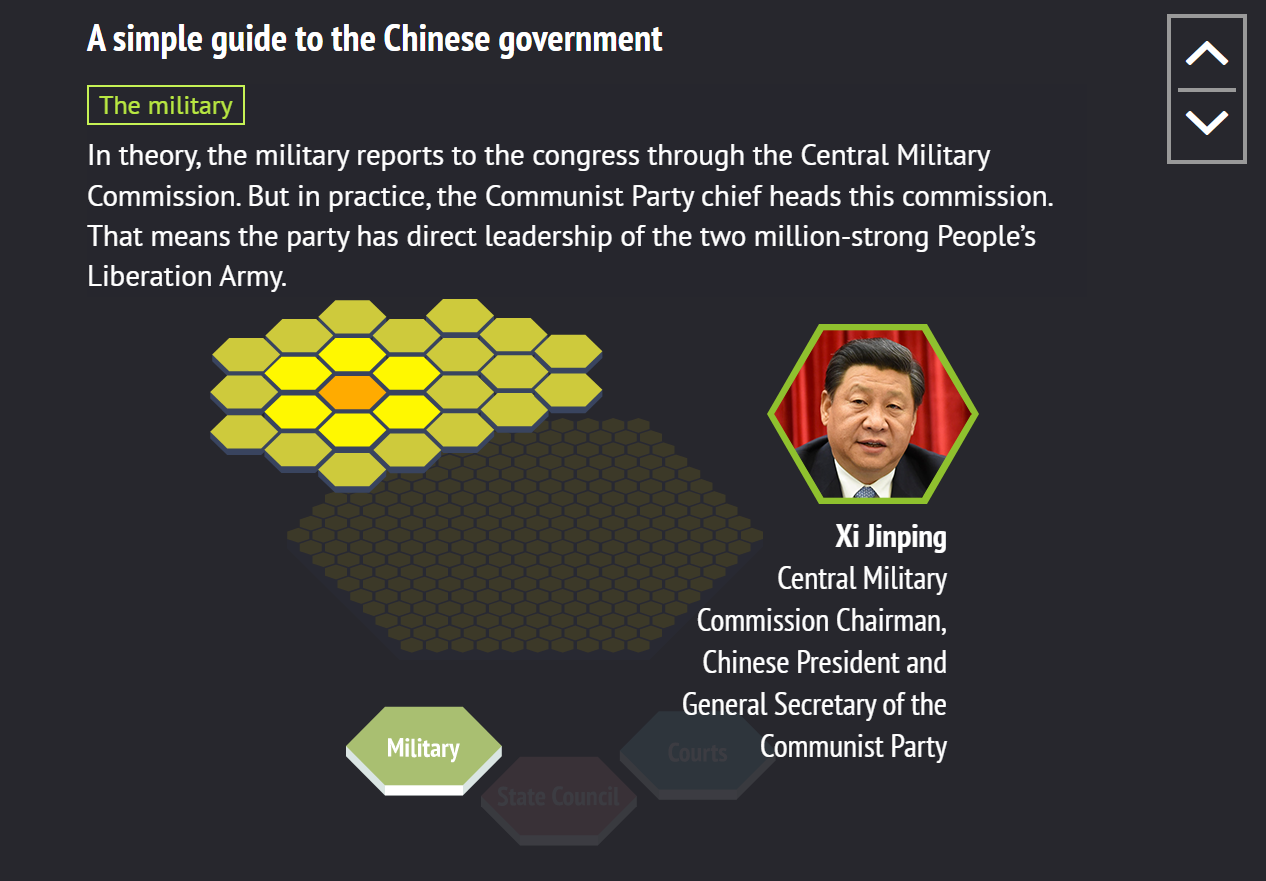 A simple guide to the Chinese government
The military
In theory, the military reports to the congress through the Central Military
Commission. But in practice, the Communist Party chief heads this commission.
That means the party has direct leadership of the two million-strong People’s
Liberation Army.
Xi Jinping
Central Military
Commission Chairman,
Chinese President and
General Secretary of the
Communist Party
Military
Courts
State Council